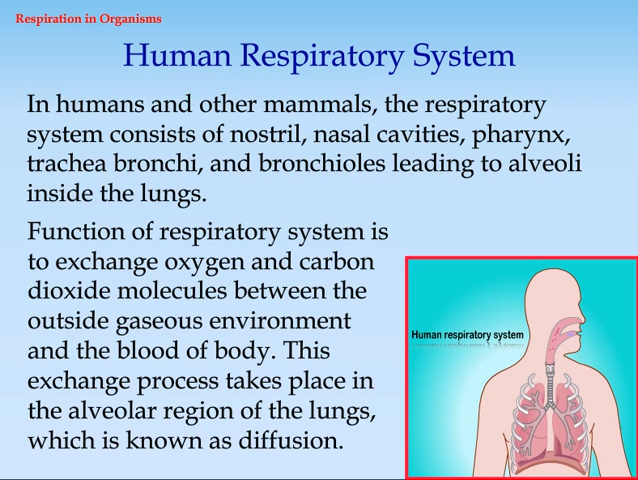 Respiration in Organisms
Human Respiratory System
In humans and other mammals, the respiratory
system consists of nostril, nasal cavities, pharynx,
trachea bronchi, and bronchioles leading to alveoli
inside the lungs.
Function of respiratory system is
to exchange oxygen and carbon
dioxide molecules between the
outside gaseous environment
and the blood of body. This
exchange process takes place in
the alveolar region of the lungs,
which is known as diffusion.
Human respiratory system